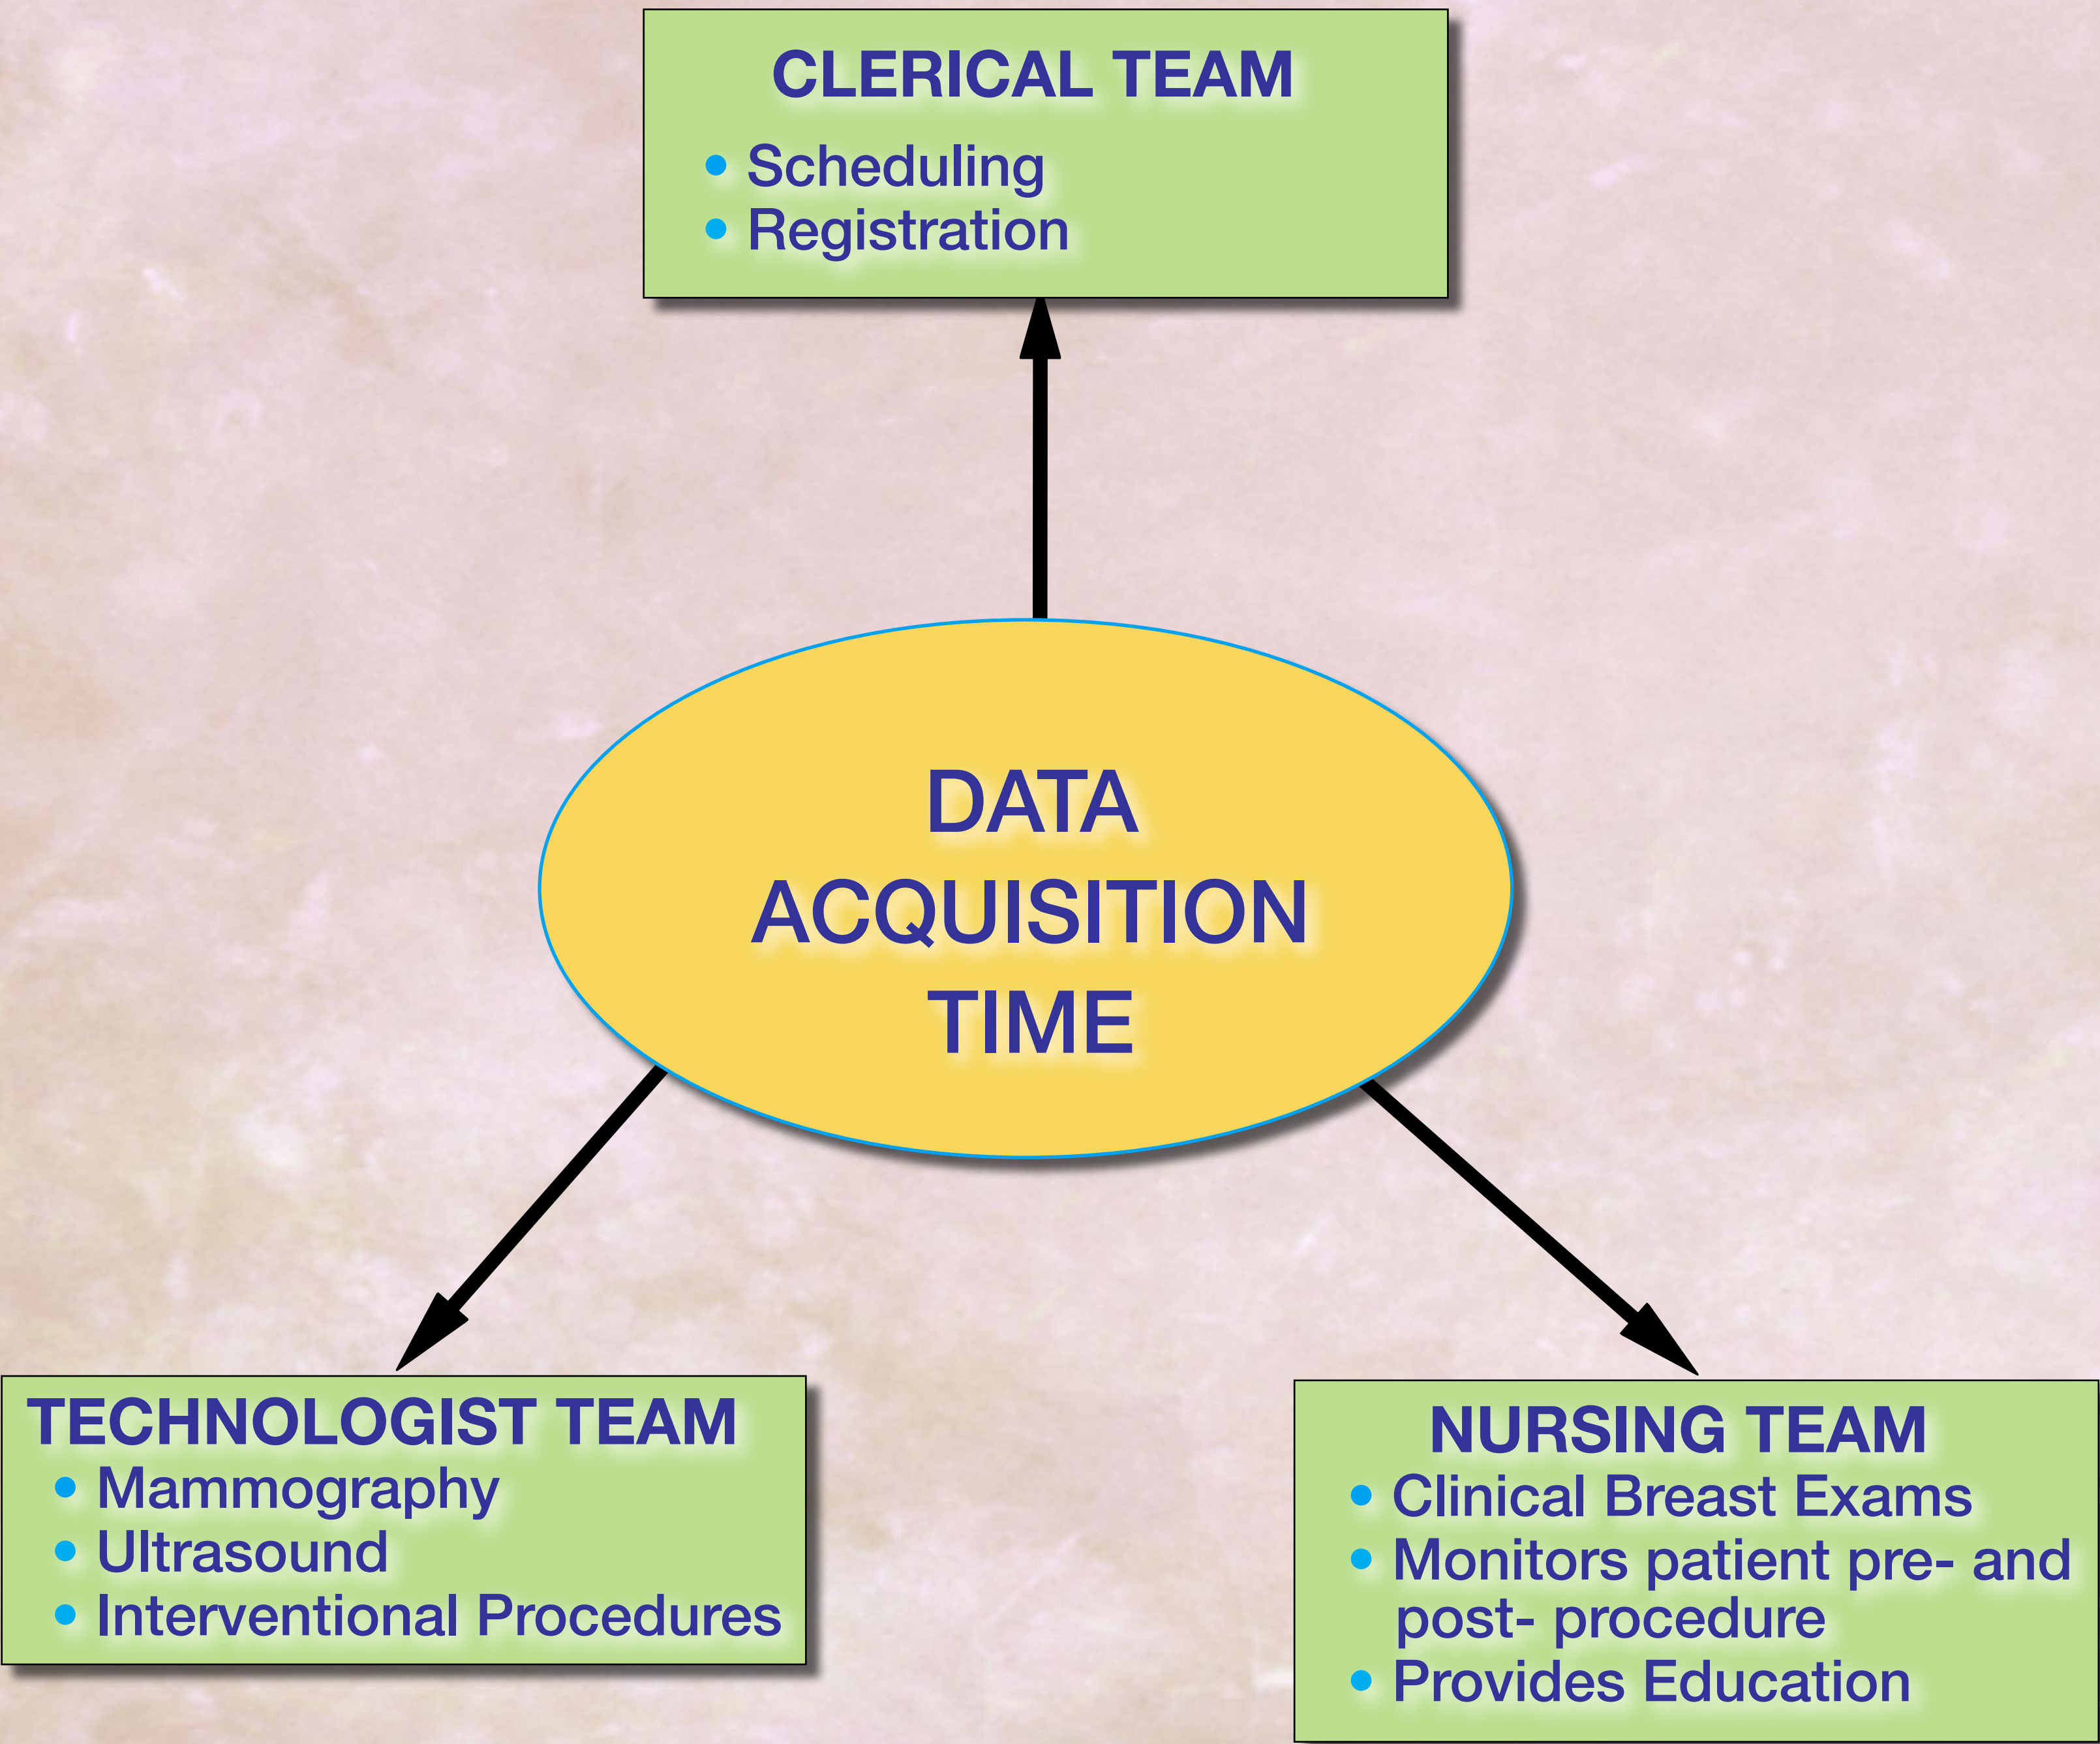 CLERICAL TEAM
• Scheduling
• Registration
DATA
ACQUISITION
TIME
TECHNOLOGIST TEAM
• Mammography
• Ultrasound
• Interventional Procedures
NURSING TEAM
• Clinical Breast Exams
• Monitors patient pre- and
post- procedure
• Provides Education